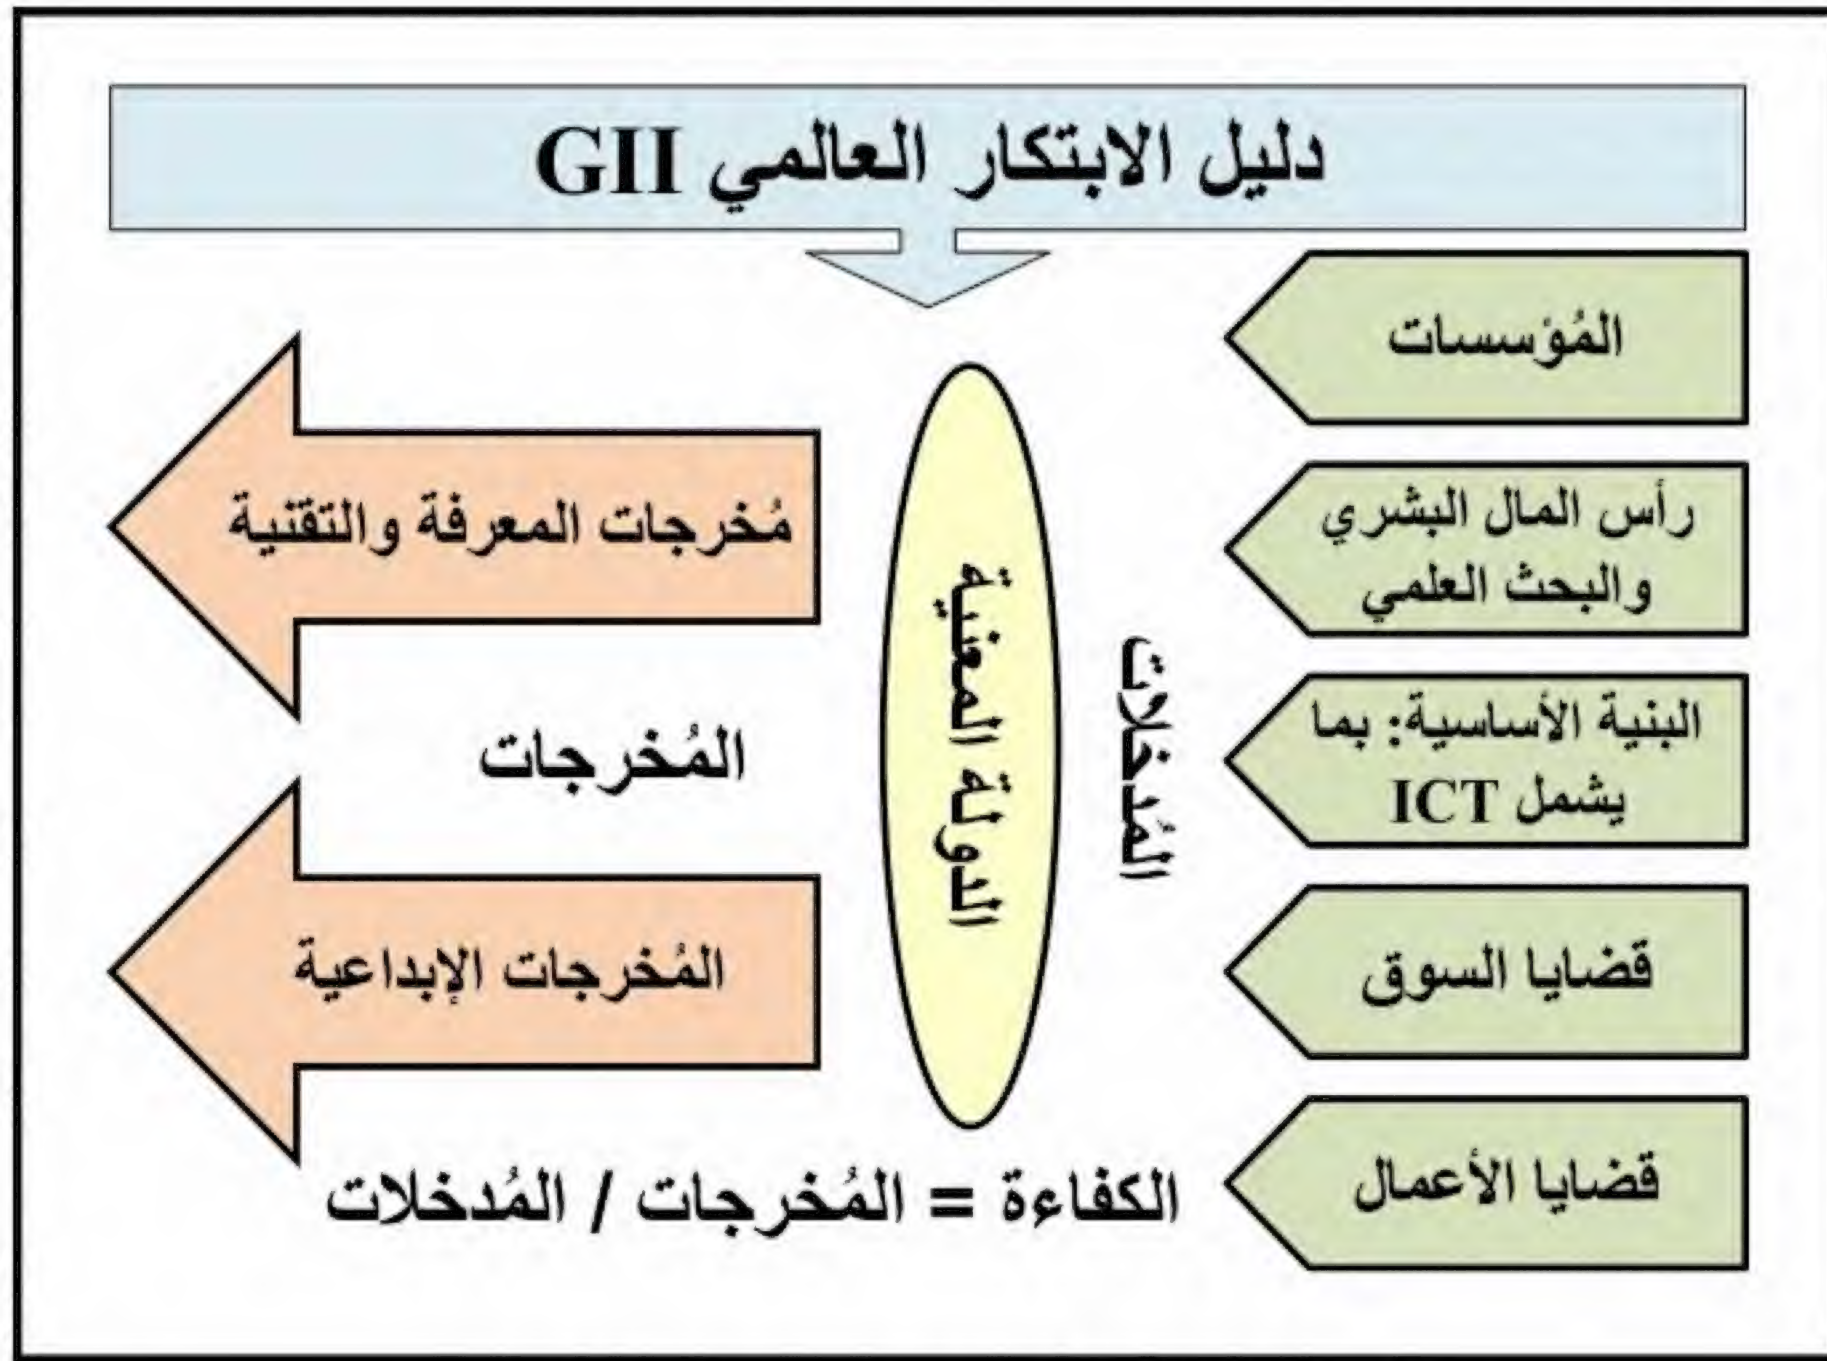 دليل الابتكار العالمي GII
المُؤسسات
رأس المال البشري
والبحث العلمي
البنية الأساسية: بما
يشمل ICT
قضايا السوق
قضايا الأعمال
المُدخلات
الدولة المعنية
مُخرجات المعرفة والتقنية
المُخرجات
المُخرجات الإبداعية
الكفاءة = المُخرجات / المُدخلات